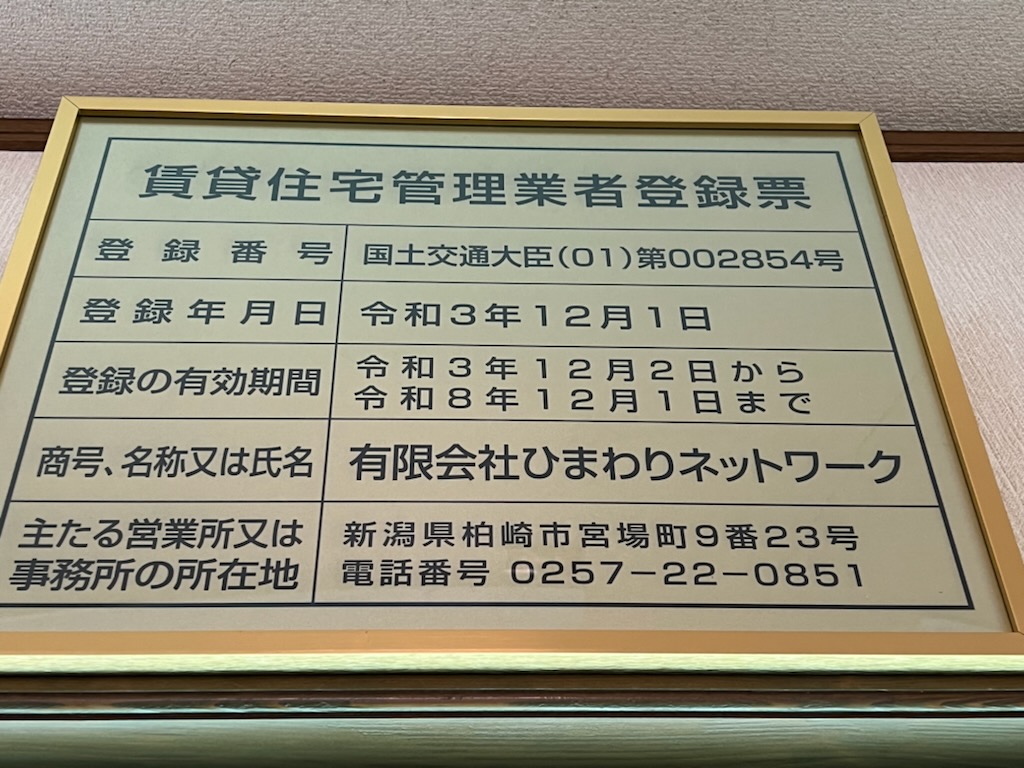 賃貸住宅管理業者登録票
登録番号 国土交通大臣(01)第002854号
登録年月日 令和3年12月1日
登録の有効期間 令和3年12月2日から
令和8年12月1日まで
商号、名称又は氏名 有限会社ひまわりネットワーク
主たる営業所又は 新潟県柏崎市宮場町9番23号
事務所の所在地 電話番号 0257-22-0851